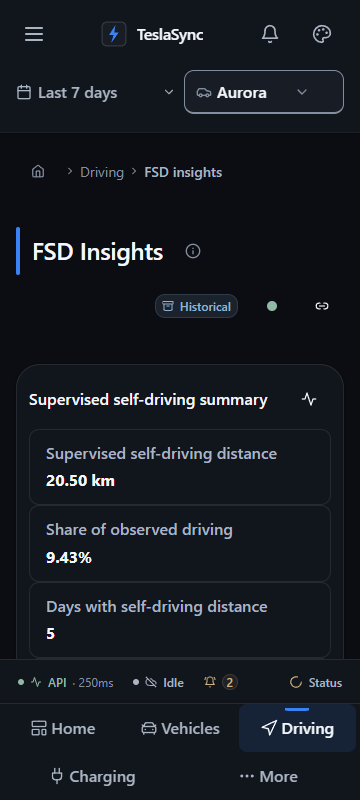 TeslaSync
Last 7 days
Aurora
Driving
FSD insights
FSD Insights
Historical
Supervised self-driving summary
Supervised self-driving distance
20.50 km
Share of observed driving
9.43%
Days with self-driving distance
5
API · 250ms
Idle
2
Status
Home
Vehicles
Driving
Charging
More